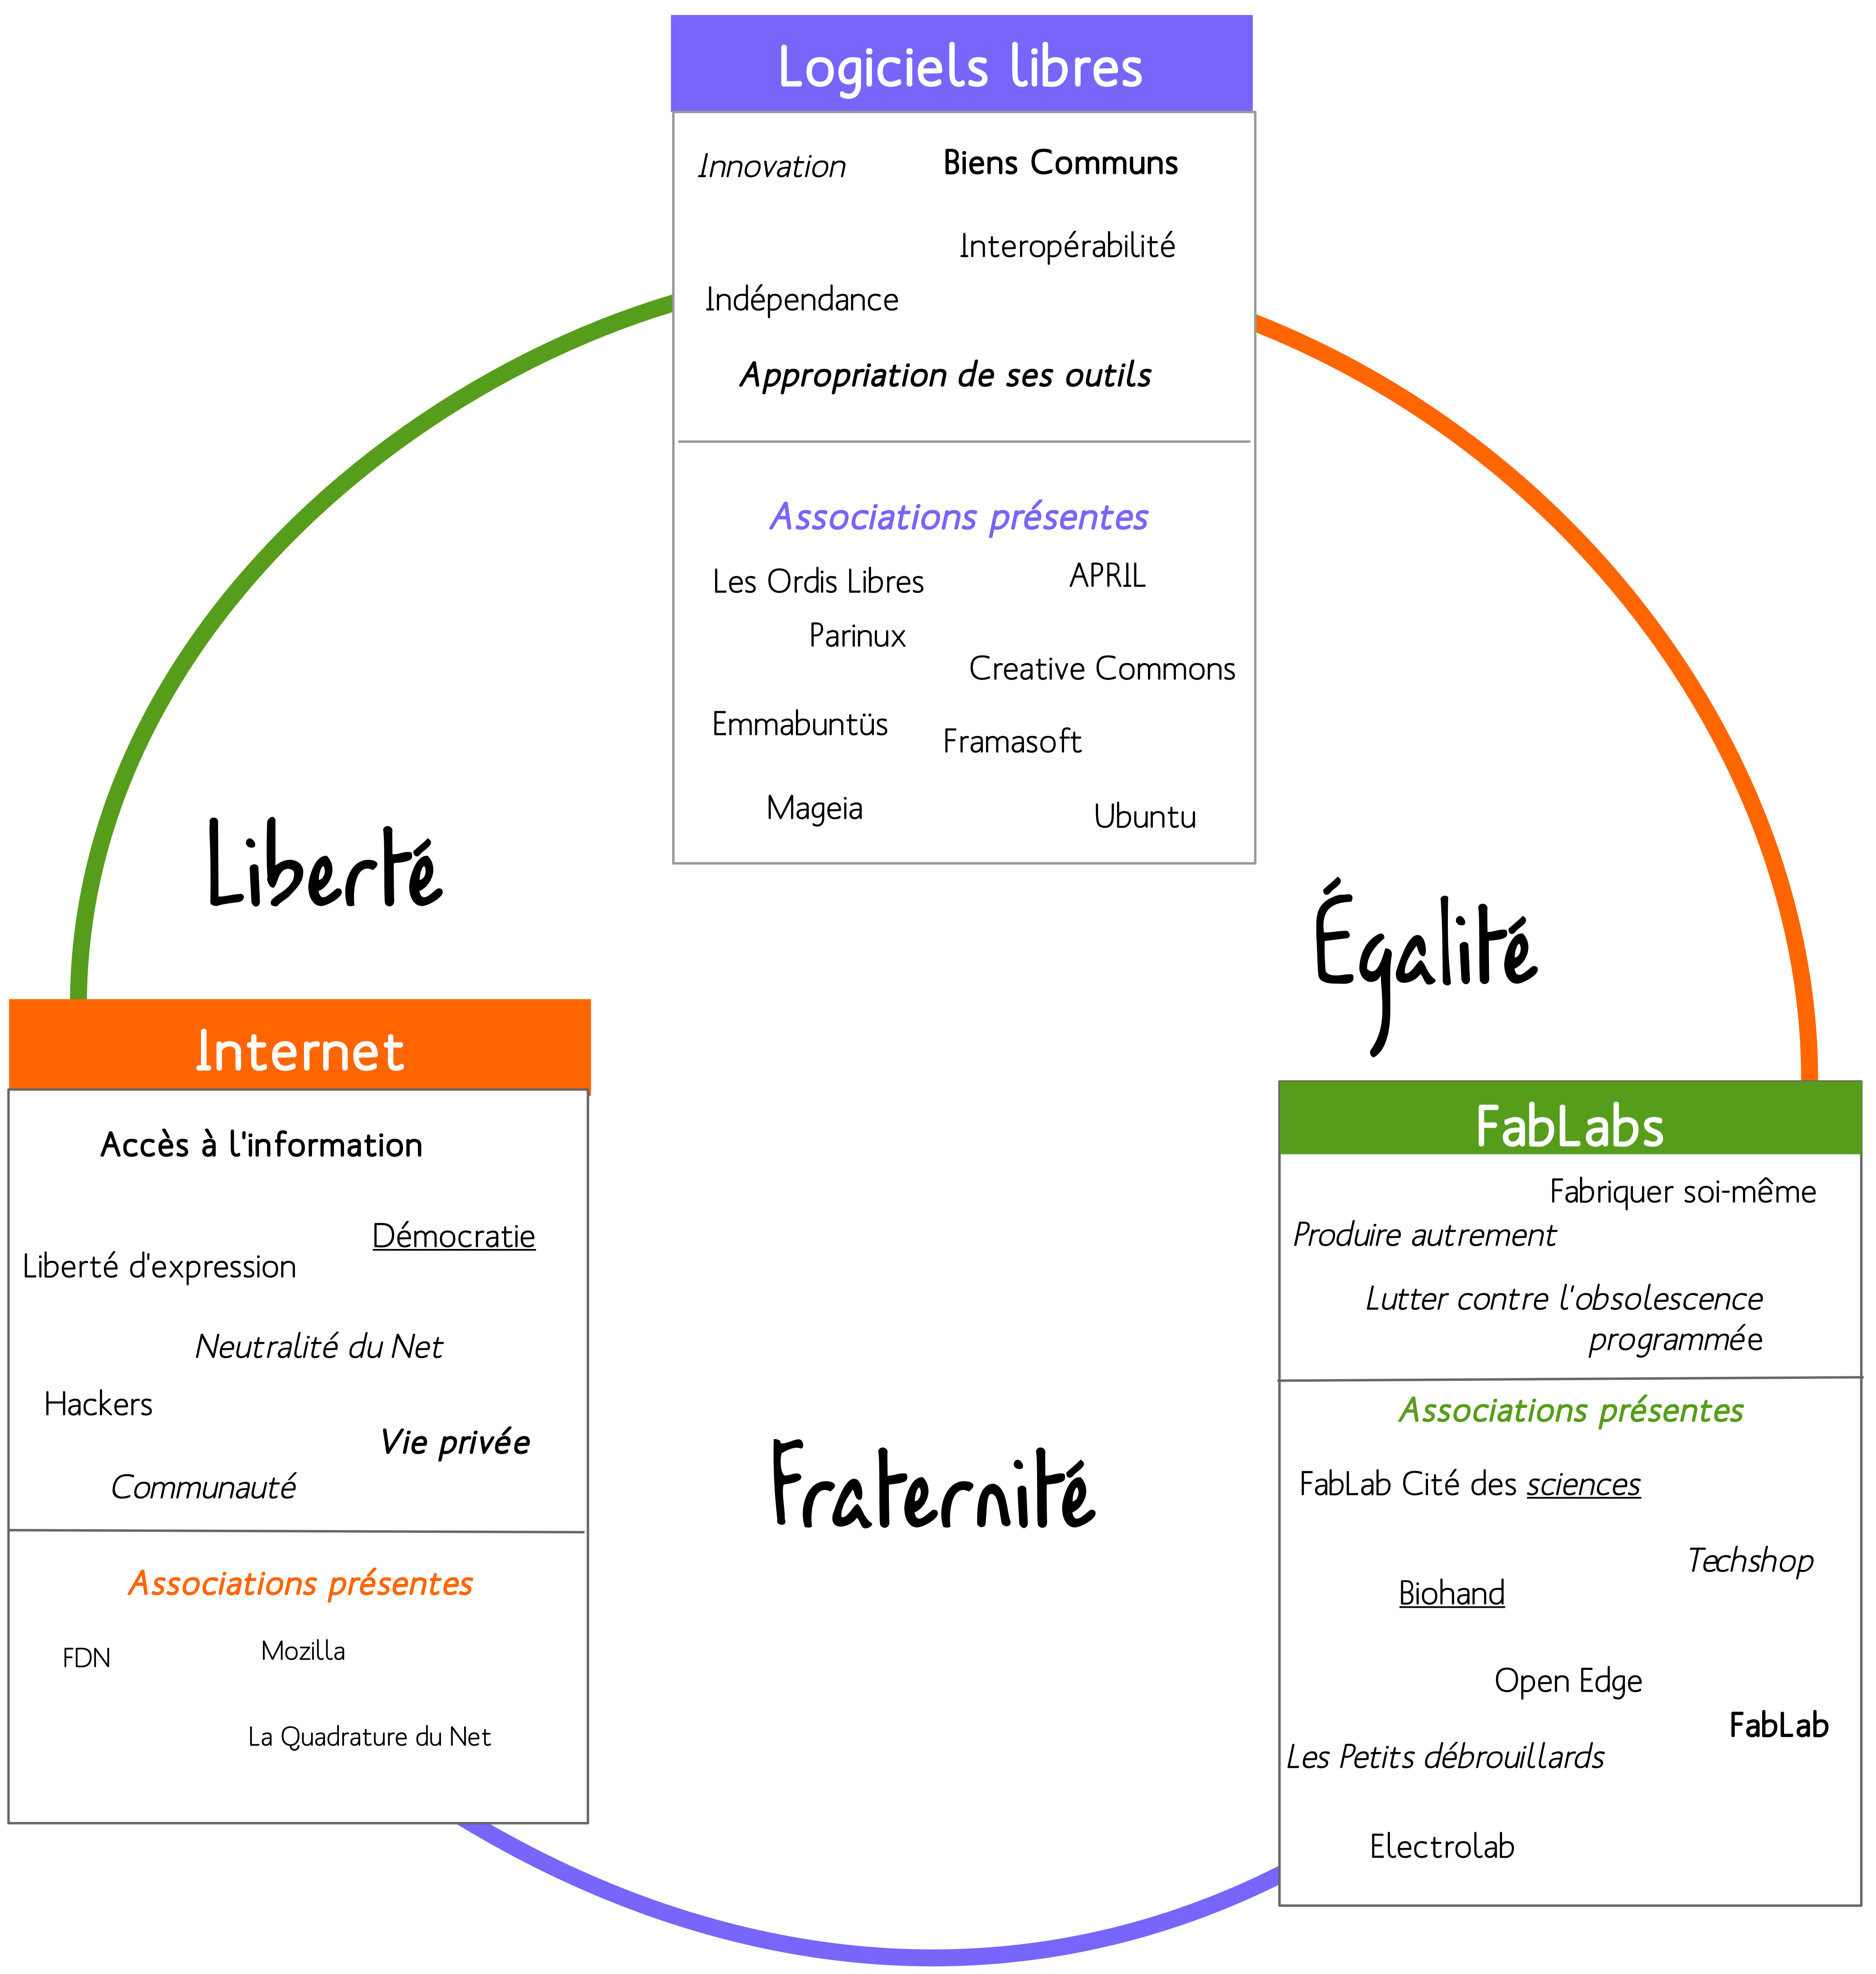 Logiciels libres
Innovation
Biens Communs
Interopérabilité
Indépendance
Appropriation de ses outils
Associations présentes
Les Ordis Libres
APRIL
Parinux
Creative Commons
Emmabuntüs
Framasoft
Mageia
Ubuntu
Liberté
Égalité
Fraternité
Internet
Accès à l'information
Démocratie
Liberté d'expression
Neutralité du Net
Hackers
Vie privée
Communauté
Associations présentes
FDN
Mozilla
La Quadrature du Net
FabLabs
Fabriquer soi-même
Produire autrement
Lutter contre l'obsolescence
programmée
Associations présentes
FabLab Cité des sciences
Techshop
Biohand
Open Edge
FabLab
Les Petits débrouillards
Electrolab